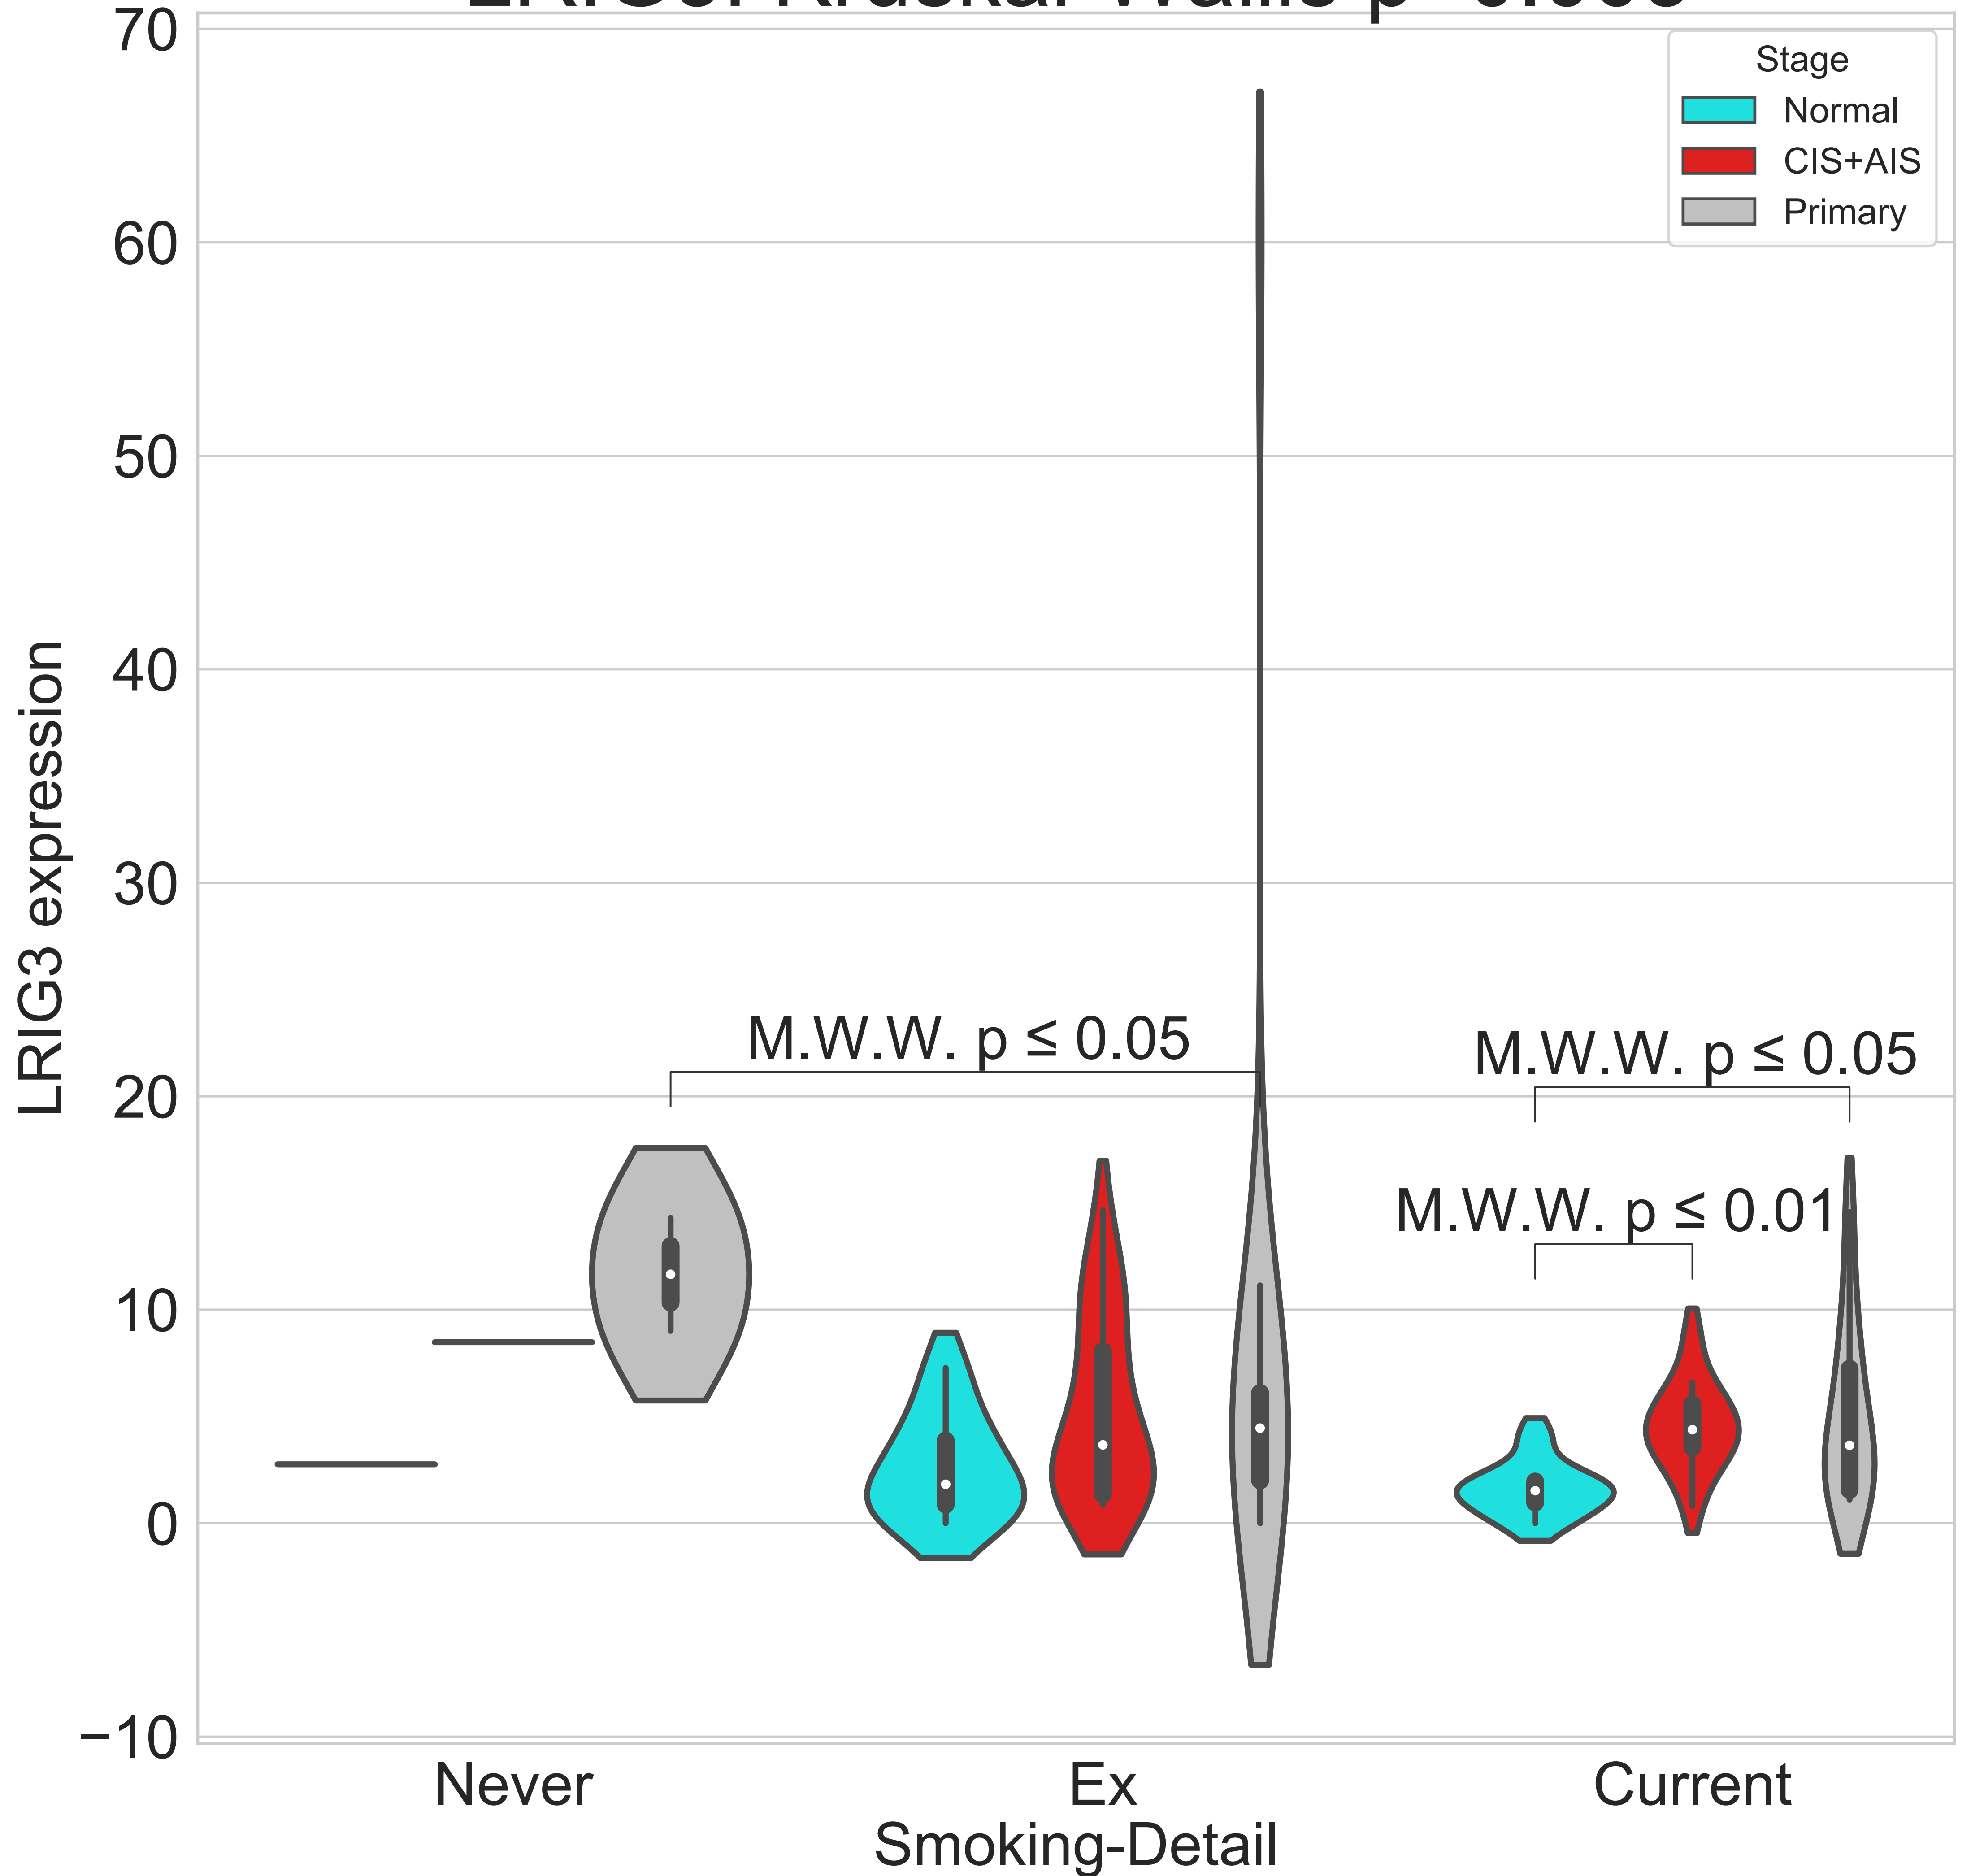 70
60
50
40
30
20
10
0
−10
LRIG3 expression
Stage
Normal
CIS+AIS
Primary
M.W.W. p ≤ 0.05
M.W.W. p ≤ 0.05
M.W.W. p ≤ 0.01
Never
Ex
Current
Smoking-Detail